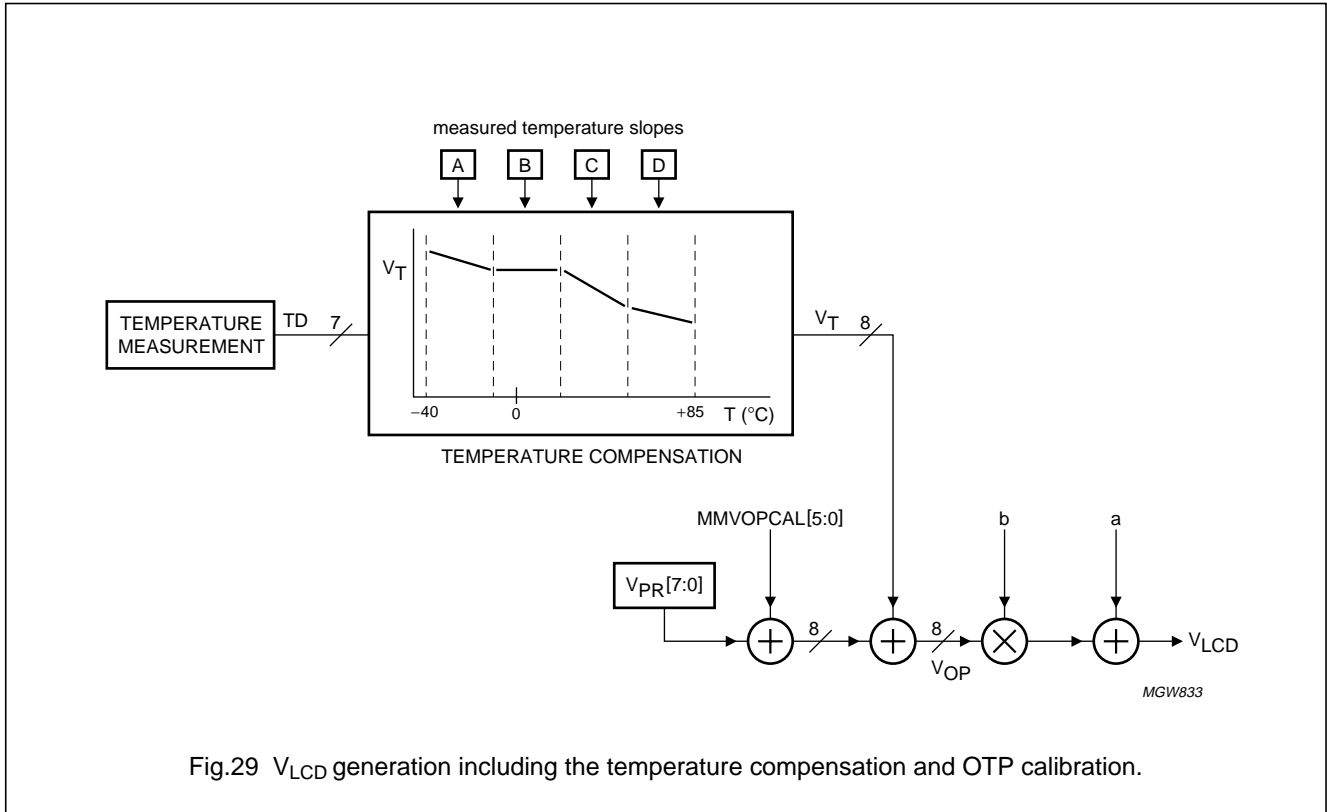 measured temperature slopes
A B C D
V_T
−40 0 +85 T (°C)
TEMPERATURE
MEASUREMENT
TD 7
V_T 8
TEMPERATURE COMPENSATION
MMVOPCAL[5:0] b a
V_PR[7:0]
+ 8 + 8 × + V_LCD
V_OP
MGW833
Fig.29 V_LCD generation including the temperature compensation and OTP calibration.